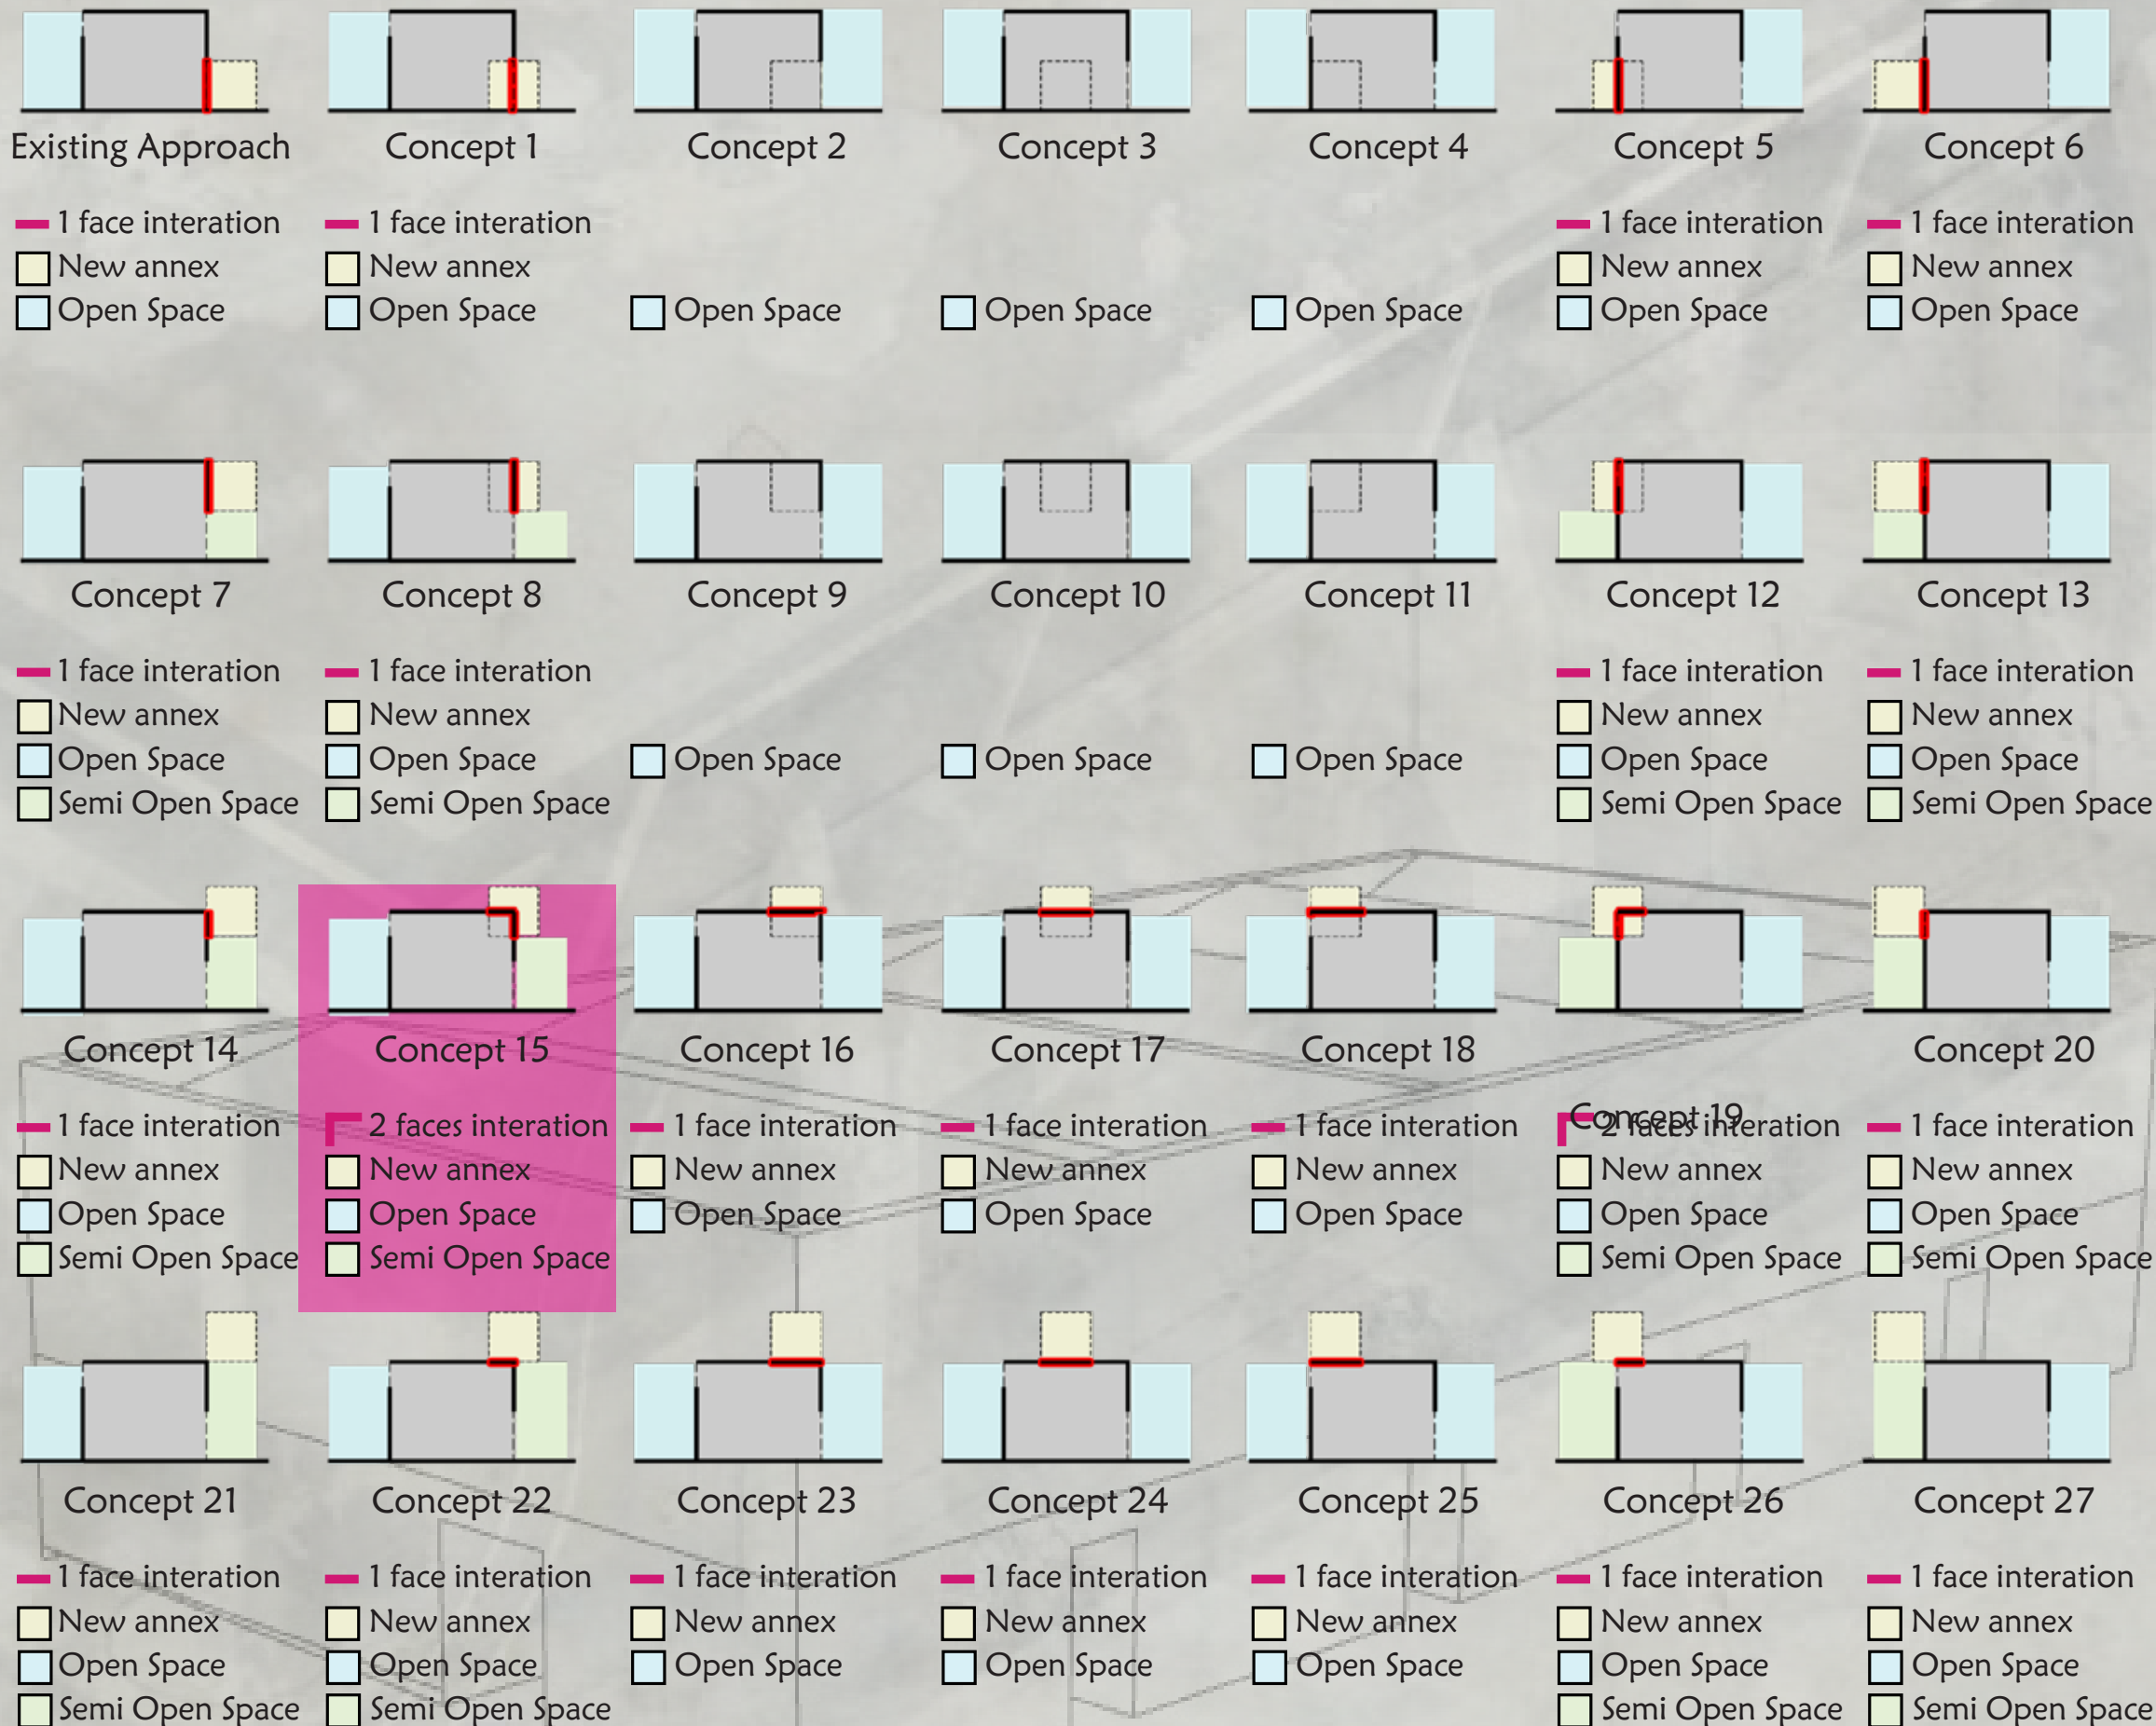 Existing Approach
Concept 1
Concept 2
Concept 3
Concept 4
Concept 5
Concept 6
1 face interation
New annex
Open Space
1 face interation
New annex
Open Space
Open Space
Open Space
Open Space
1 face interation
New annex
Open Space
1 face interation
New annex
Open Space
Concept 7
Concept 8
Concept 9
Concept 10
Concept 11
Concept 12
Concept 13
1 face interation
New annex
Open Space
Semi Open Space
1 face interation
New annex
Open Space
Semi Open Space
Open Space
Open Space
Open Space
1 face interation
New annex
Open Space
Semi Open Space
1 face interation
New annex
Open Space
Semi Open Space
Concept 14
Concept 15
Concept 16
Concept 17
Concept 18
Concept 19
Concept 20
1 face interation
New annex
Open Space
Semi Open Space
2 faces interation
New annex
Open Space
Semi Open Space
1 face interation
New annex
Open Space
1 face interation
New annex
Open Space
1 face interation
New annex
Open Space
2 faces interation
New annex
Open Space
Semi Open Space
1 face interation
New annex
Open Space
Semi Open Space
Concept 21
Concept 22
Concept 23
Concept 24
Concept 25
Concept 26
Concept 27
1 face interation
New annex
Open Space
Semi Open Space
1 face interation
New annex
Open Space
Semi Open Space
1 face interation
New annex
Open Space
1 face interation
New annex
Open Space
1 face interation
New annex
Open Space
1 face interation
New annex
Open Space
Semi Open Space
1 face interation
New annex
Open Space
Semi Open Space